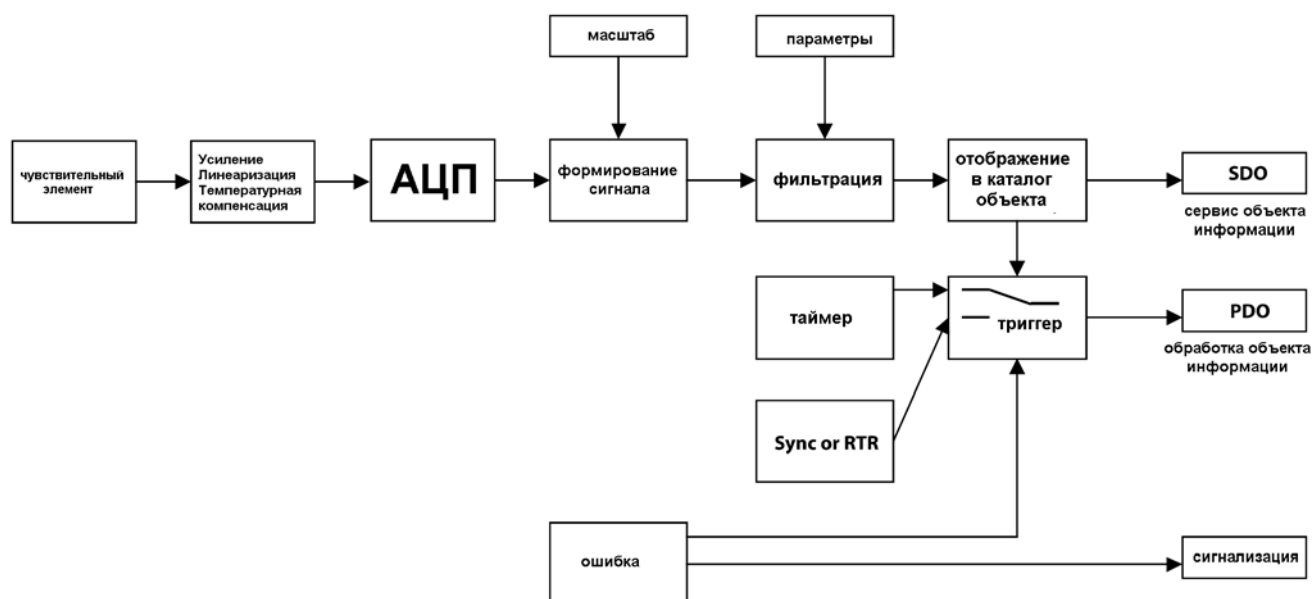 масштаб
параметры
чувствительный
элемент
Усиление
Линеаризация
Температурная
компенсация
АЦП
формирование
сигнала
фильтрация
отображение
в каталог
объекта
SDO
сервис объекта
информации
таймер
триггер
PDO
обработка объекта
информации
Sync or RTR
ошибка
сигнализация